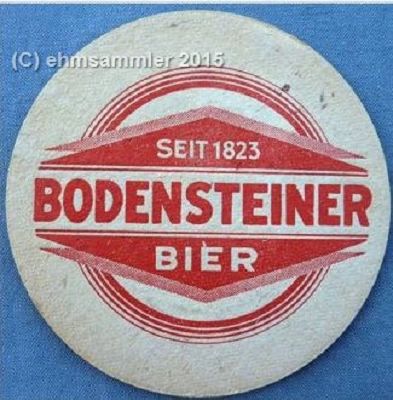 (C) ehmsammler 2015
SEIT 1823
BODENSTEINER
BIER